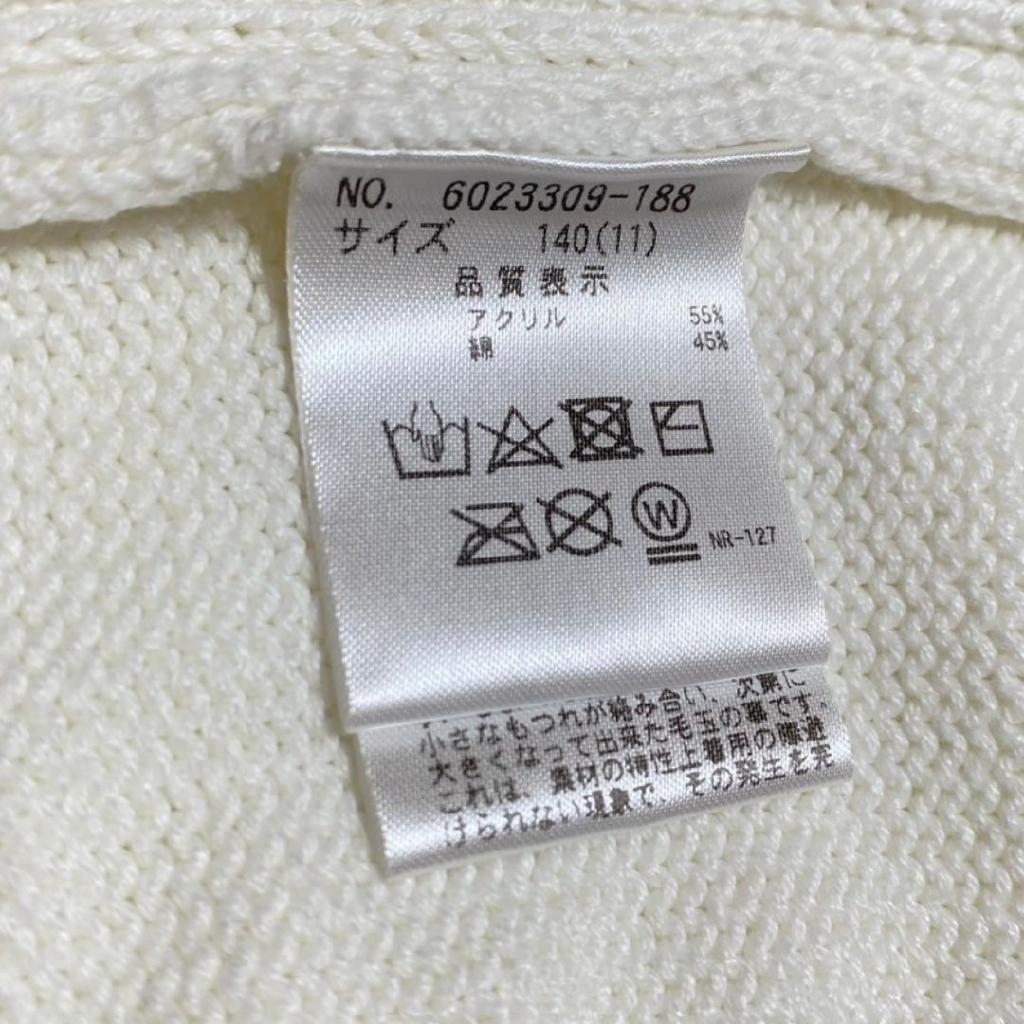 NO. 6023309-188
サイズ 140(11)
品質表示
アクリル 55%
綿 45%
W
NR-127
小さなもつれが絡み合い、次第に
大きくなって出来た毛玉の事です。
これは、素材の特性上着用の際避
けられない現象で、その発生を完